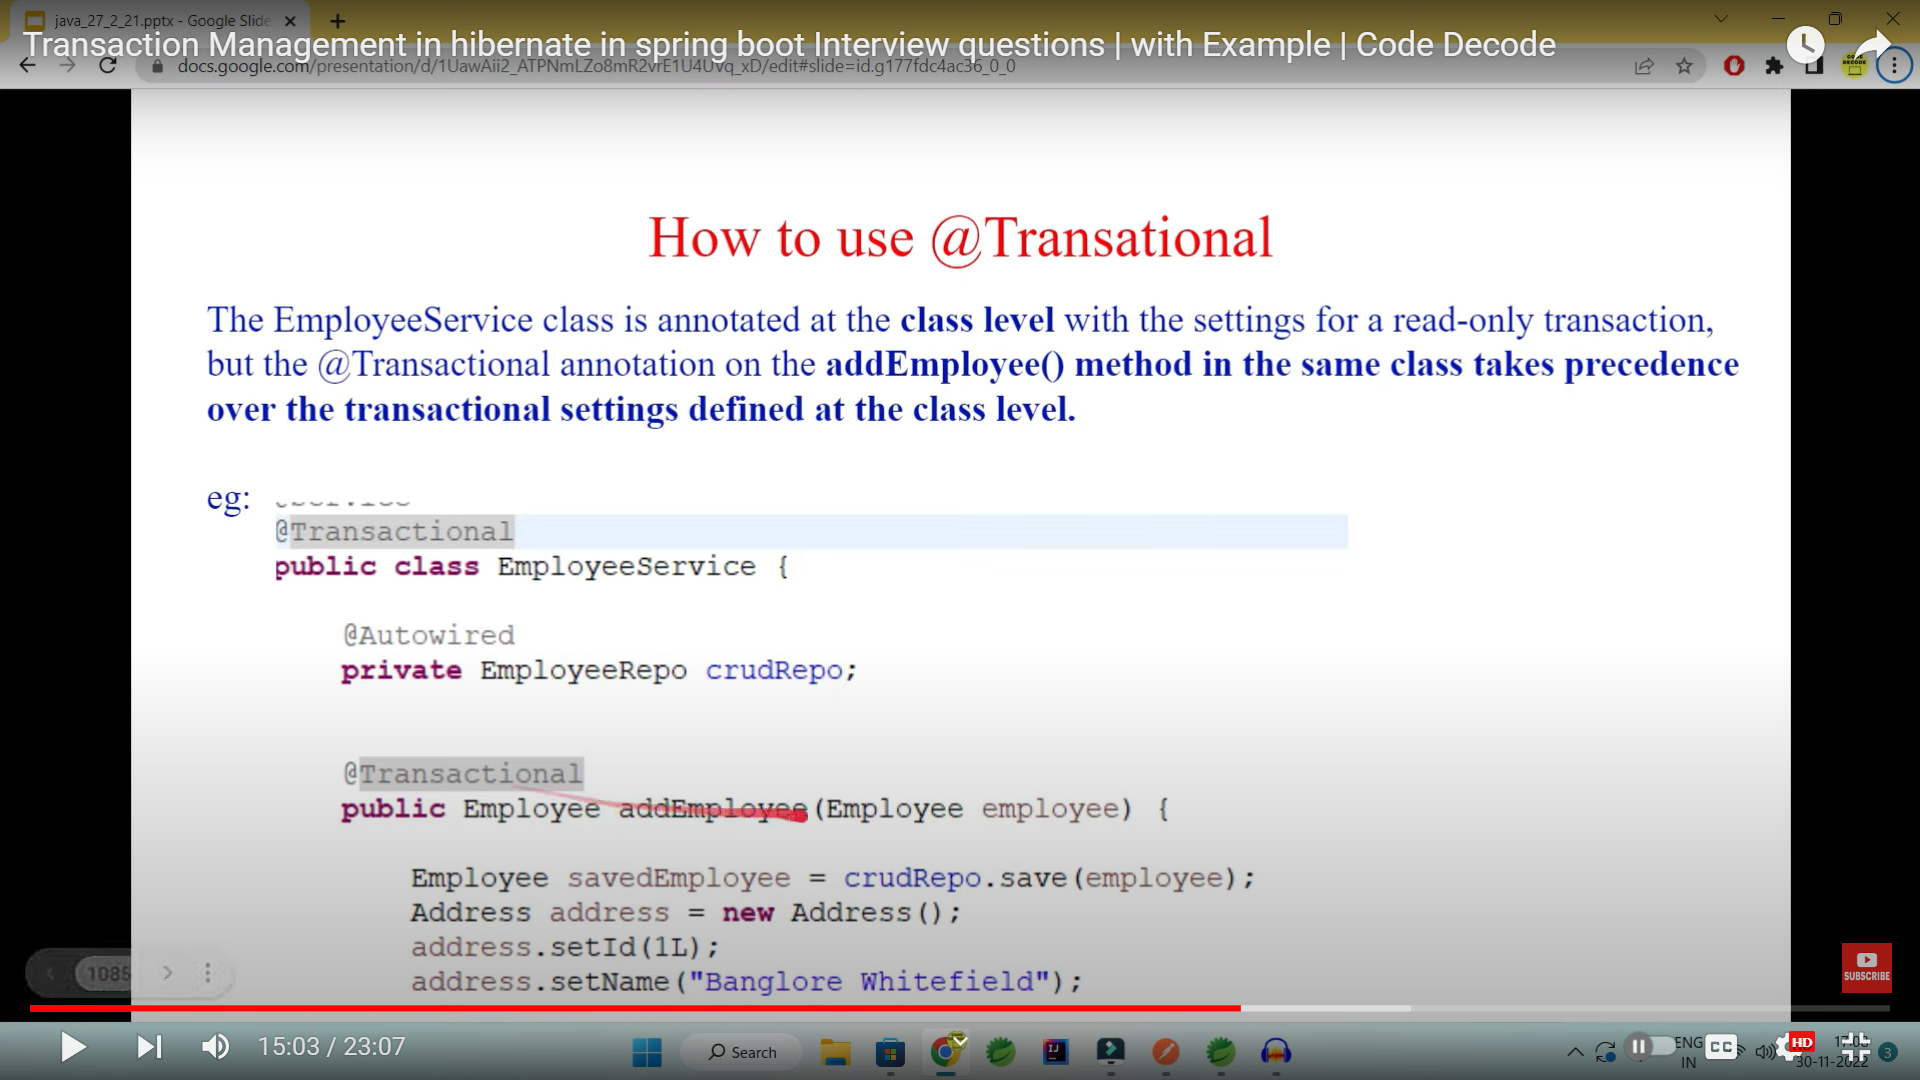 java_27_2_21.pptx - Google Slide
Transaction Management in hibernate in spring boot Interview questions | with Example | Code Decode
docs.google.com/presentation/d/1UawAii2_ATPNmLZo8mR2vrE1U4Uvq_xD/edit#slide=id.g177fdc4ac36_0_0
How to use @Transational
The EmployeeService class is annotated at the class level with the settings for a read-only transaction,
but the @Transactional annotation on the addEmployee() method in the same class takes precedence
over the transactional settings defined at the class level.
eg:
@Transactional
public class EmployeeService {
@Autowired
private EmployeeRepo crudRepo;
@Transactional
public Employee addEmployee(Employee employee) {
Employee savedEmployee = crudRepo.save(employee);
Address address = new Address();
address.setId(1L);
address.setName("Banglore Whitefield");
1085
SUBSCRIBE
15:03 / 23:07
Search
ENG
IN
CC
HD
30-11-2022
3